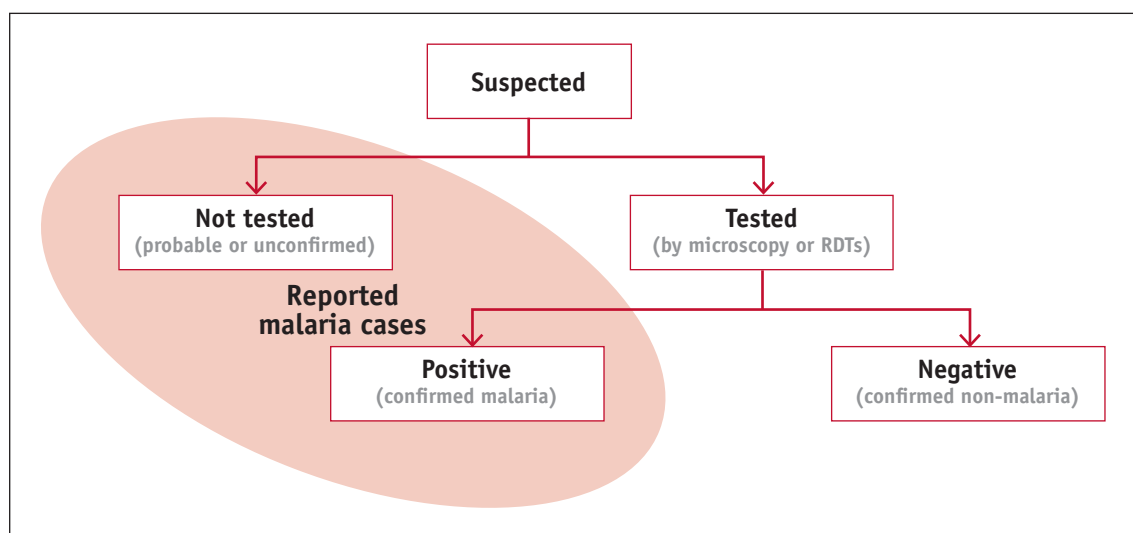 Suspected
Not tested
(probable or unconfirmed)
Tested
(by microscopy or RDTs)
Reported
malaria cases
Positive
(confirmed malaria)
Negative
(confirmed non-malaria)